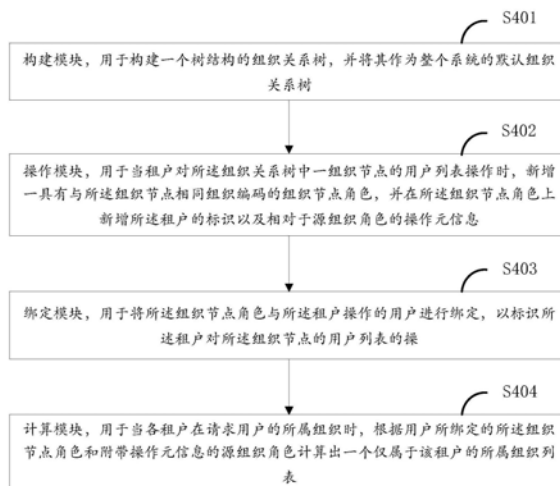 S401
构建模块，用于构建一个树结构的组织关系树，并将其作为整个系统的默认组织
关系树
S402
操作模块，用于当租户对所述组织关系树中一组织节点的用户列表操作时，新增
一具有与所述组织节点相同组织编码的组织节点角色，并在所述组织节点角色上
新增所述租户的标识以及相对于源组织角色的操作元信息
S403
绑定模块，用于将所述组织节点角色与所述租户操作的用户进行绑定，以标识所
述租户对所述组织节点的用户列表的操
S404
计算模块，用于当各租户在请求用户的所属组织时，根据用户所绑定的所述组织
节点角色和附带操作元信息的源组织角色计算出一个仅属于该租户的所属组织列
表